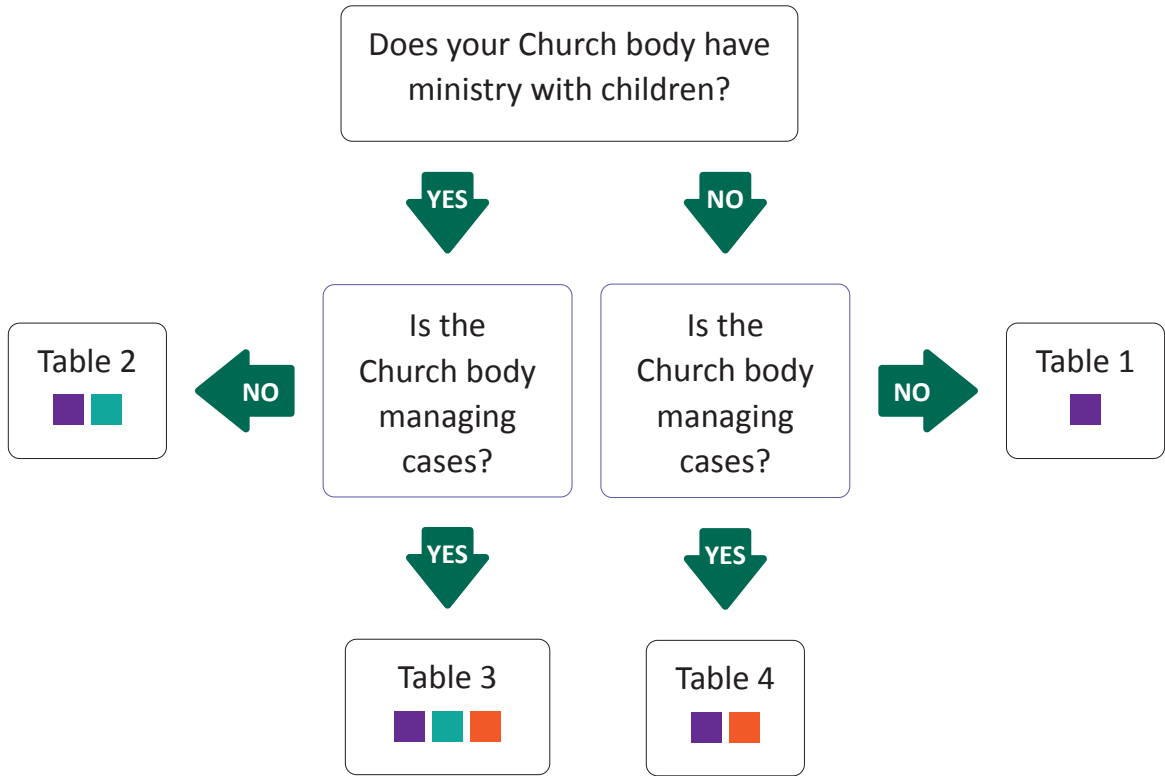 Does your Church body have
ministry with children?
YES
NO
Is the
Church body
managing
cases?
Is the
Church body
managing
cases?
Table 2
NO
NO
Table 1
YES
YES
Table 3
Table 4